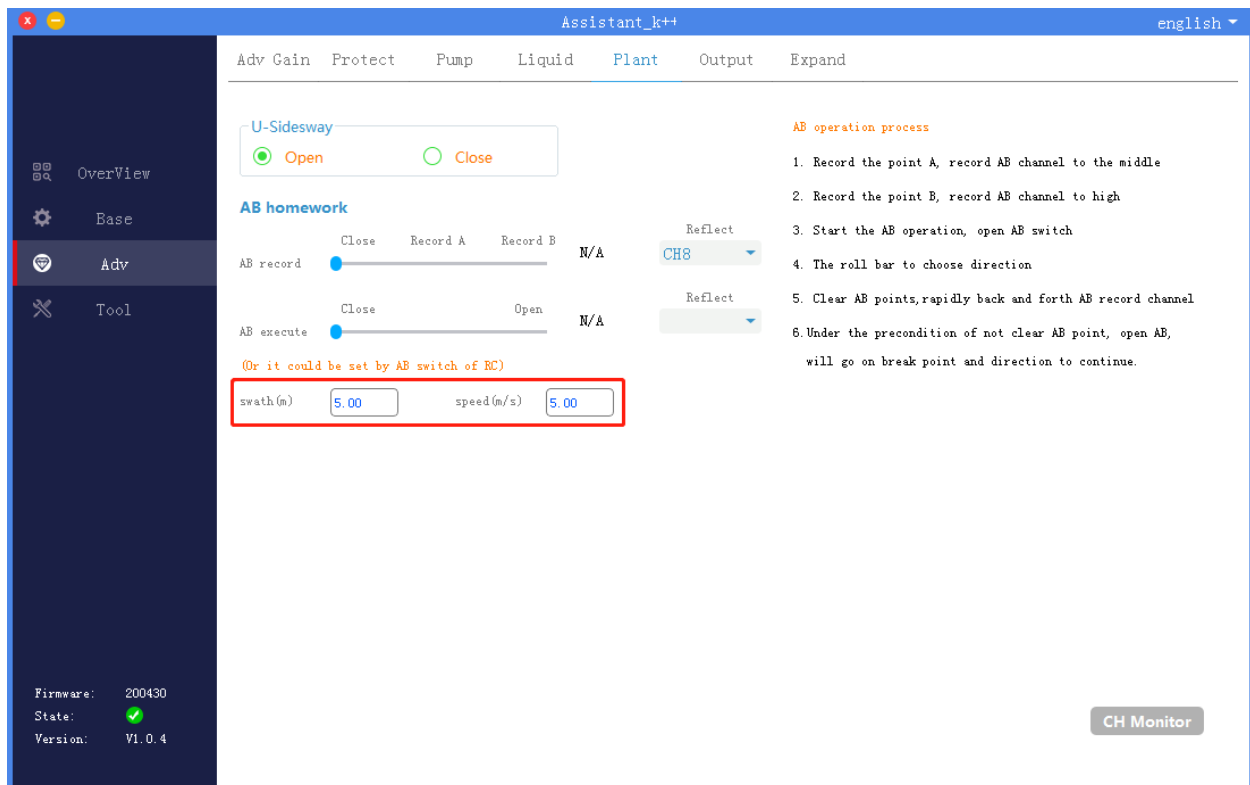 Assistant_k++
english
Adv Gain Protect Pump Liquid Plant Output Expand
OverView
Base
Adv
Tool
Firmware: 200430
State:
Version: V1.0.4
U-Sidesway
Open Close
AB homework
Close Record A Record B
AB record N/A
Reflect
CH8
Close Open
AB execute N/A
Reflect
(Or it could be set by AB switch of RC)
swath(m) 5.00 speed(m/s) 5.00
AB operation process
1. Record the point A, record AB channel to the middle
2. Record the point B, record AB channel to high
3. Start the AB operation, open AB switch
4. The roll bar to choose direction
5. Clear AB points,rapidly back and forth AB record channel
6.Under the precondition of not clear AB point, open AB,
will go on break point and direction to continue.
CH Monitor